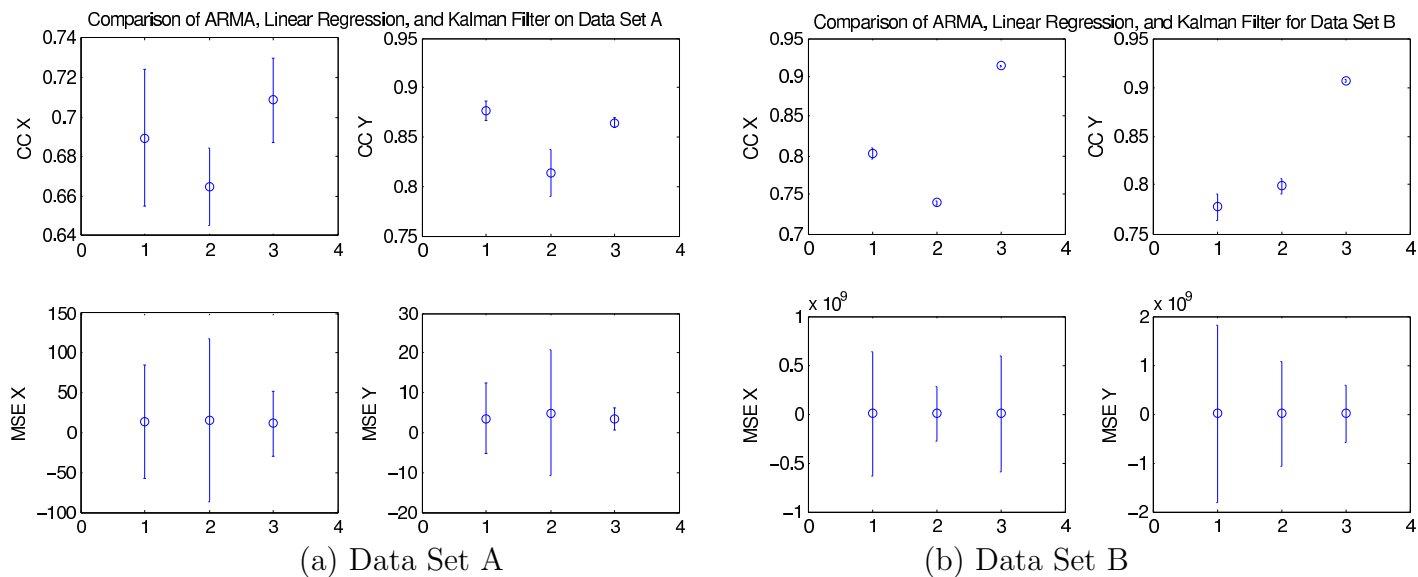 Comparison of ARMA, Linear Regression, and Kalman Filter on Data Set A
0.74
0.72
0.7
0.68
0.66
0.64
CC X
0 1 2 3 4
0.95
0.9
0.85
0.8
0.75
CC Y
0 1 2 3 4
150
100
50
0
−50
−100
MSE X
0 1 2 3 4
30
20
10
0
−10
−20
MSE Y
0 1 2 3 4
(a) Data Set A
Comparison of ARMA, Linear Regression, and Kalman Filter for Data Set B
0.95
0.9
0.85
0.8
0.75
0.7
CC X
0 1 2 3 4
0.95
0.9
0.85
0.8
0.75
CC Y
0 1 2 3 4
x 10^9
1
0.5
0
−0.5
−1
MSE X
0 1 2 3 4
x 10^9
2
1
0
−1
−2
MSE Y
0 1 2 3 4
(b) Data Set B